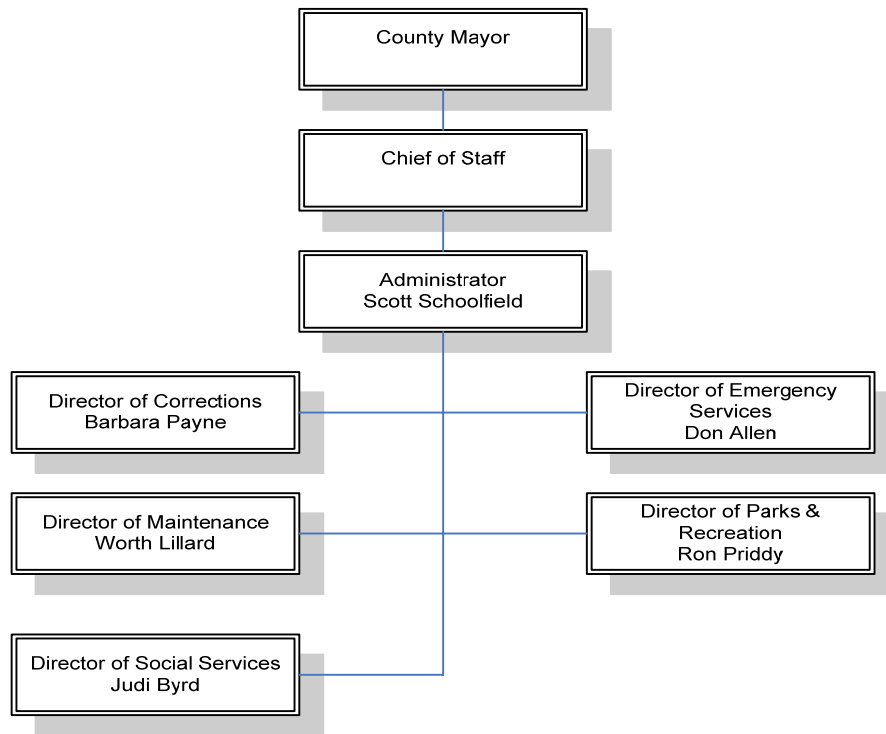 County Mayor
Chief of Staff
Administrator
Scott Schoolfield
Director of Corrections
Barbara Payne
Director of Emergency
Services
Don Allen
Director of Maintenance
Worth Lillard
Director of Parks &
Recreation
Ron Priddy
Director of Social Services
Judi Byrd